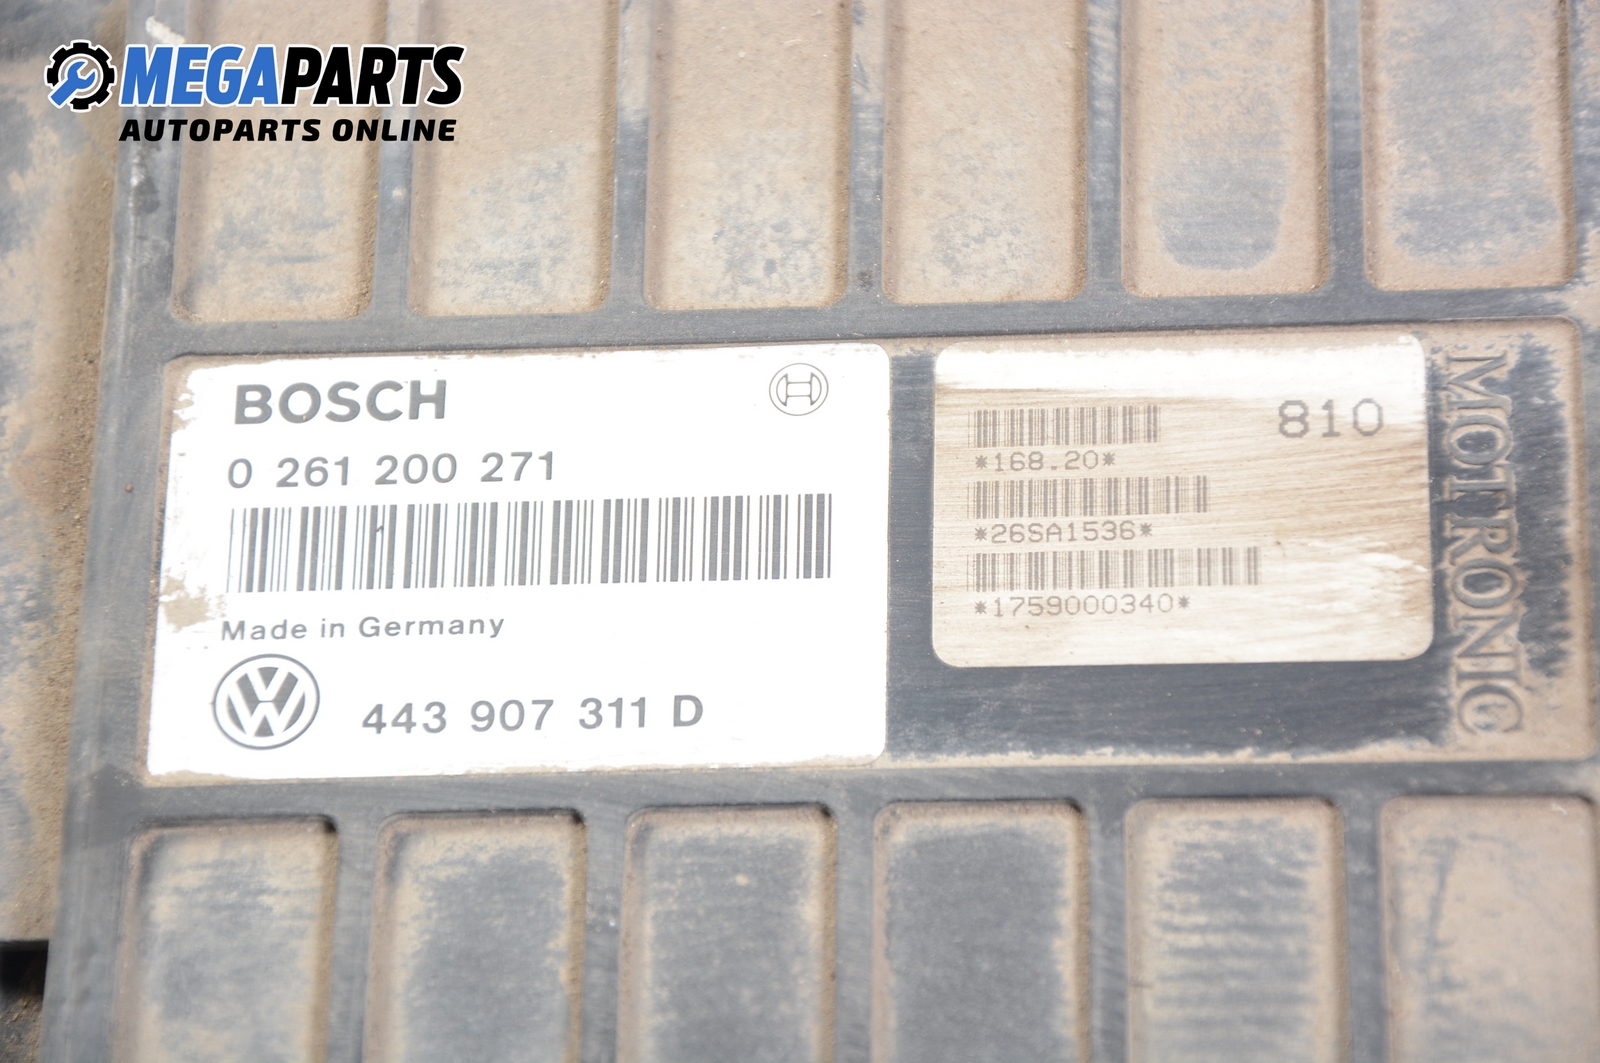 MEGAPARTS
AUTOPARTS ONLINE
BOSCH
0 261 200 271
Made in Germany
443 907 311 D
810
*168.20*
*26SA1536*
*1759000340*
MOTRONIC